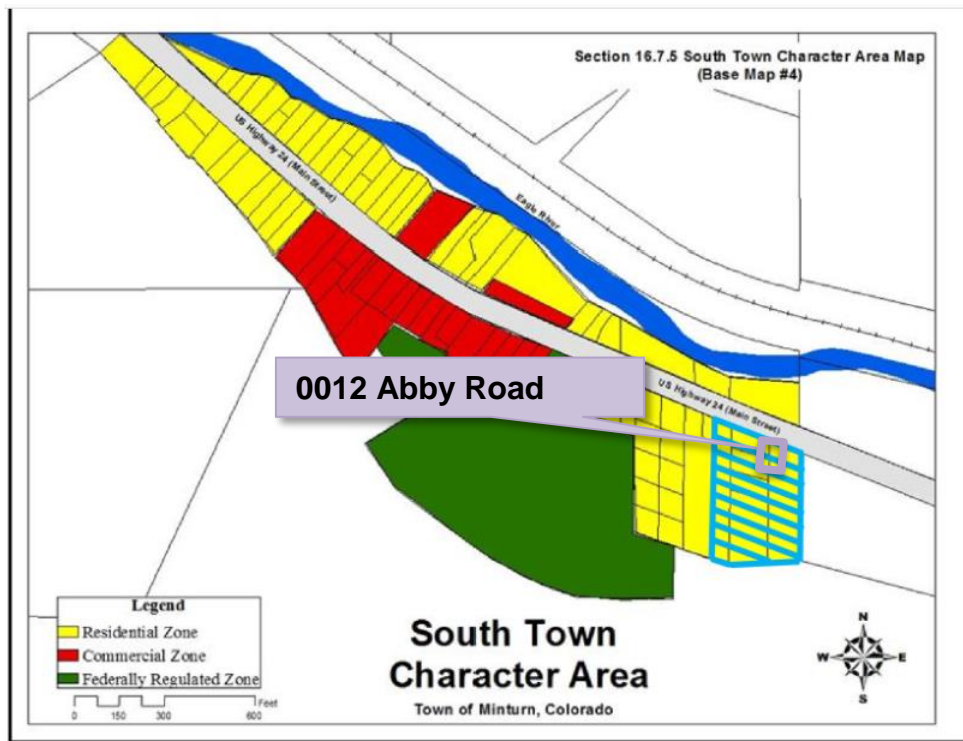 Section 16.7.5 South Town Character Area Map
(Base Map #4)
US Highway 24 (Main Street)
Eagle River
0012 Abby Road
US Highway 24 (Main Street)
Legend
Residential Zone
Commercial Zone
Federally Regulated Zone
Feet
0 150 300 600
South Town
Character Area
Town of Minturn, Colorado
N
W E
S